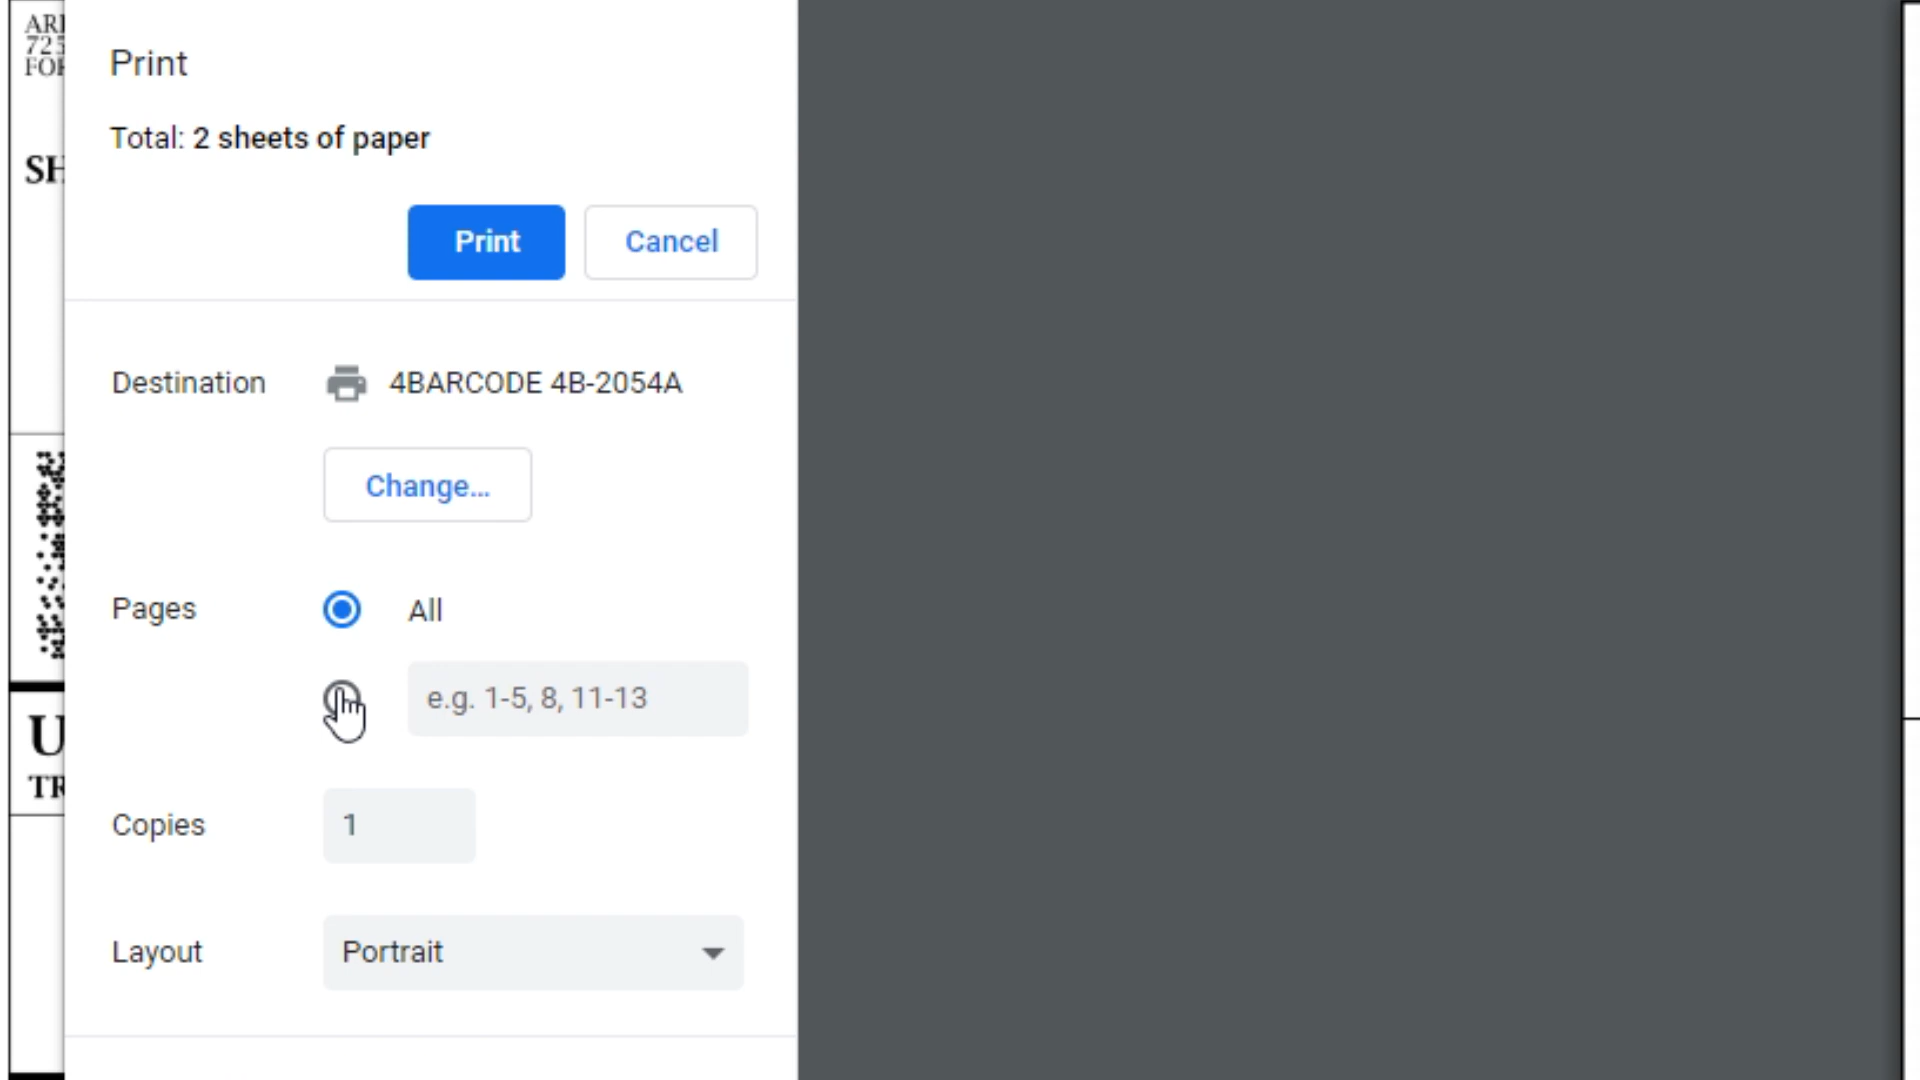 Print
Total: 2 sheets of paper
Print Cancel
Destination 4BARCODE 4B-2054A
Change...
Pages All
e.g. 1-5, 8, 11-13
Copies 1
Layout Portrait